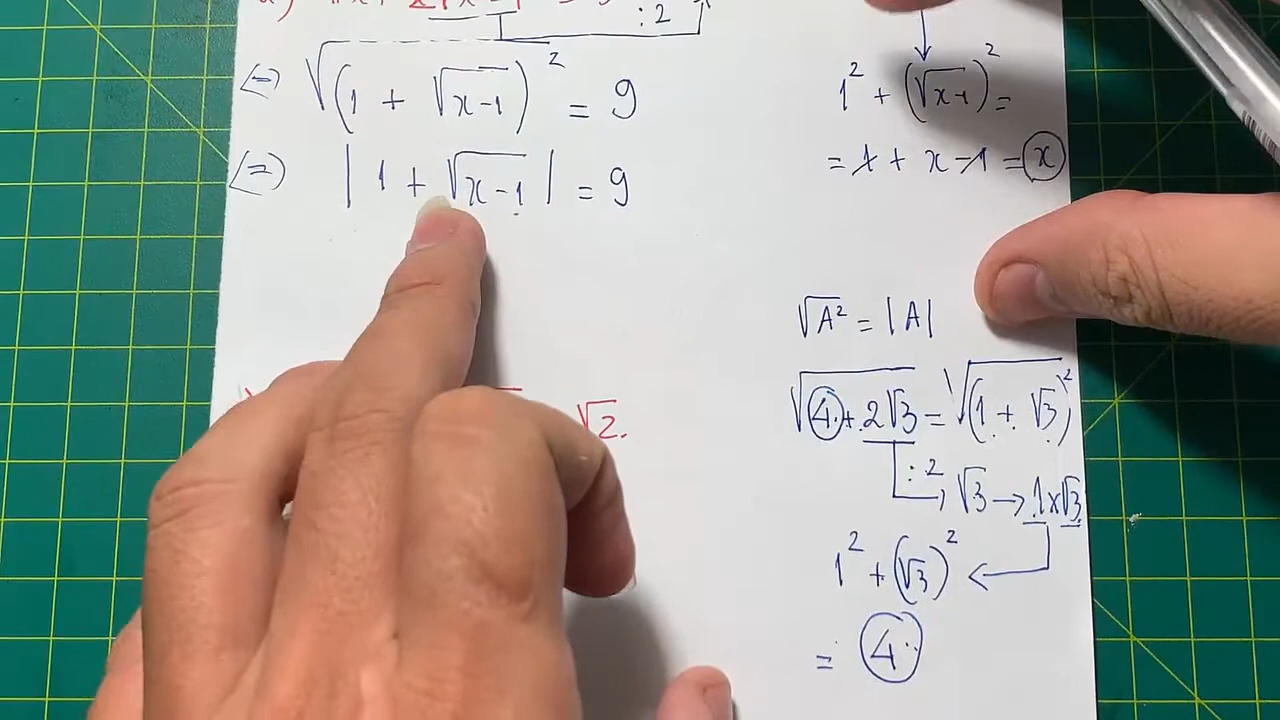 : 2
(=) √(1 + √x-1)² = 9
(=) | 1 + √x-1 | = 9
√2.
1² + (√x-1)² =
= 1 + x - 1 = x
√A² = |A|
√4 + 2√3 = √(1 + √3)²
: 2 √3 → 1 x √3
1² + (√3)² ←
= 4